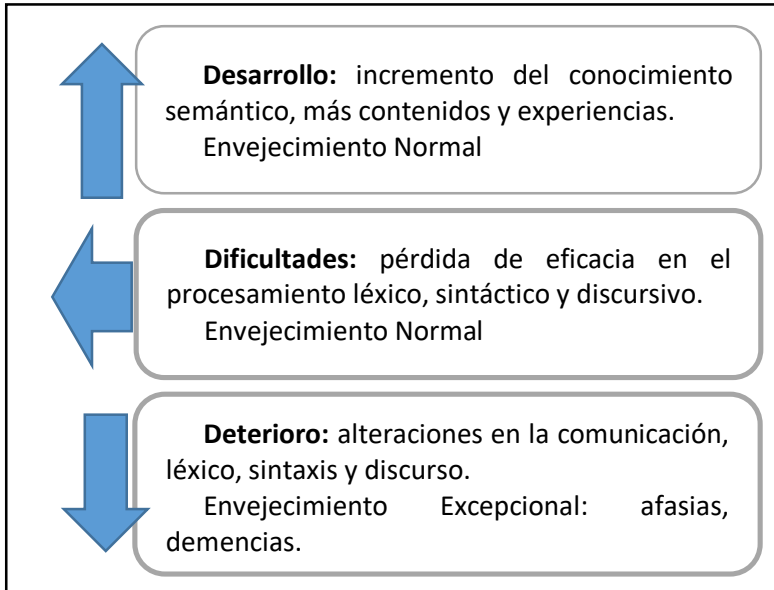 Desarrollo: incremento del conocimiento
semántico, más contenidos y experiencias.
Envejecimiento Normal
Dificultades: pérdida de eficacia en el
procesamiento léxico, sintáctico y discursivo.
Envejecimiento Normal
Deterioro: alteraciones en la comunicación,
léxico, sintaxis y discurso.
Envejecimiento Excepcional: afasias,
demencias.